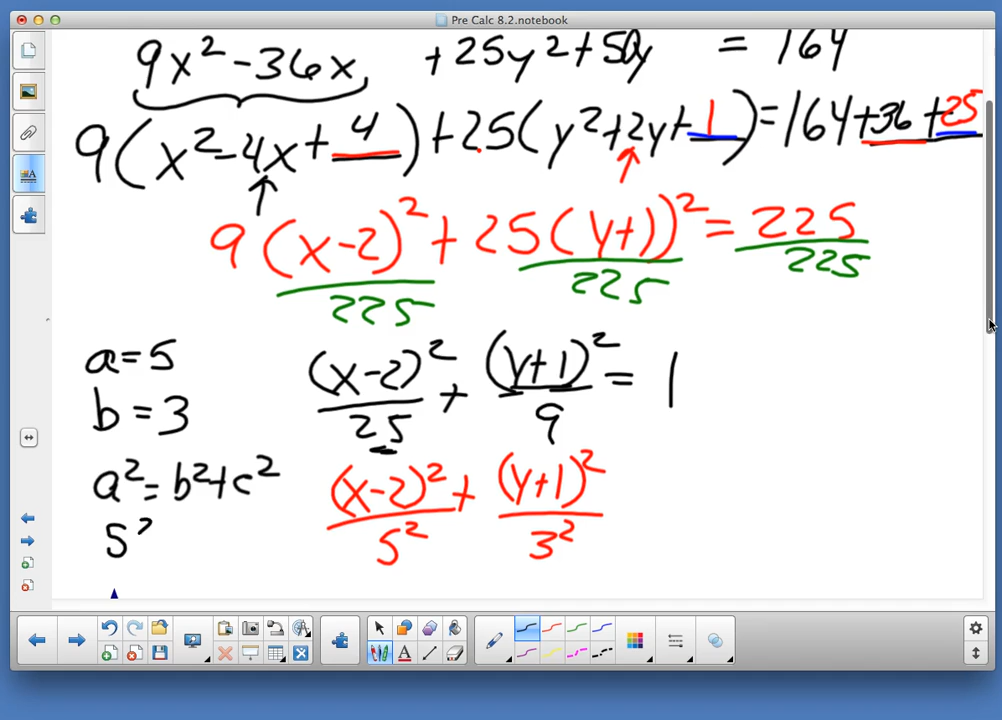 Pre Calc 8.2.notebook
9x² -36x +25y² +50y = 164
9(x²-4x+4)+25(y²+2y+1)=164+36+25
9(x-2)²/225 + 25(y+1))²/225 = 225/225
a=5
(x-2)²/25 + (y+1)²/9 = 1
b=3
a²=b²+c²
(x-2)²/5² + (y+1)²/3²
5²
A